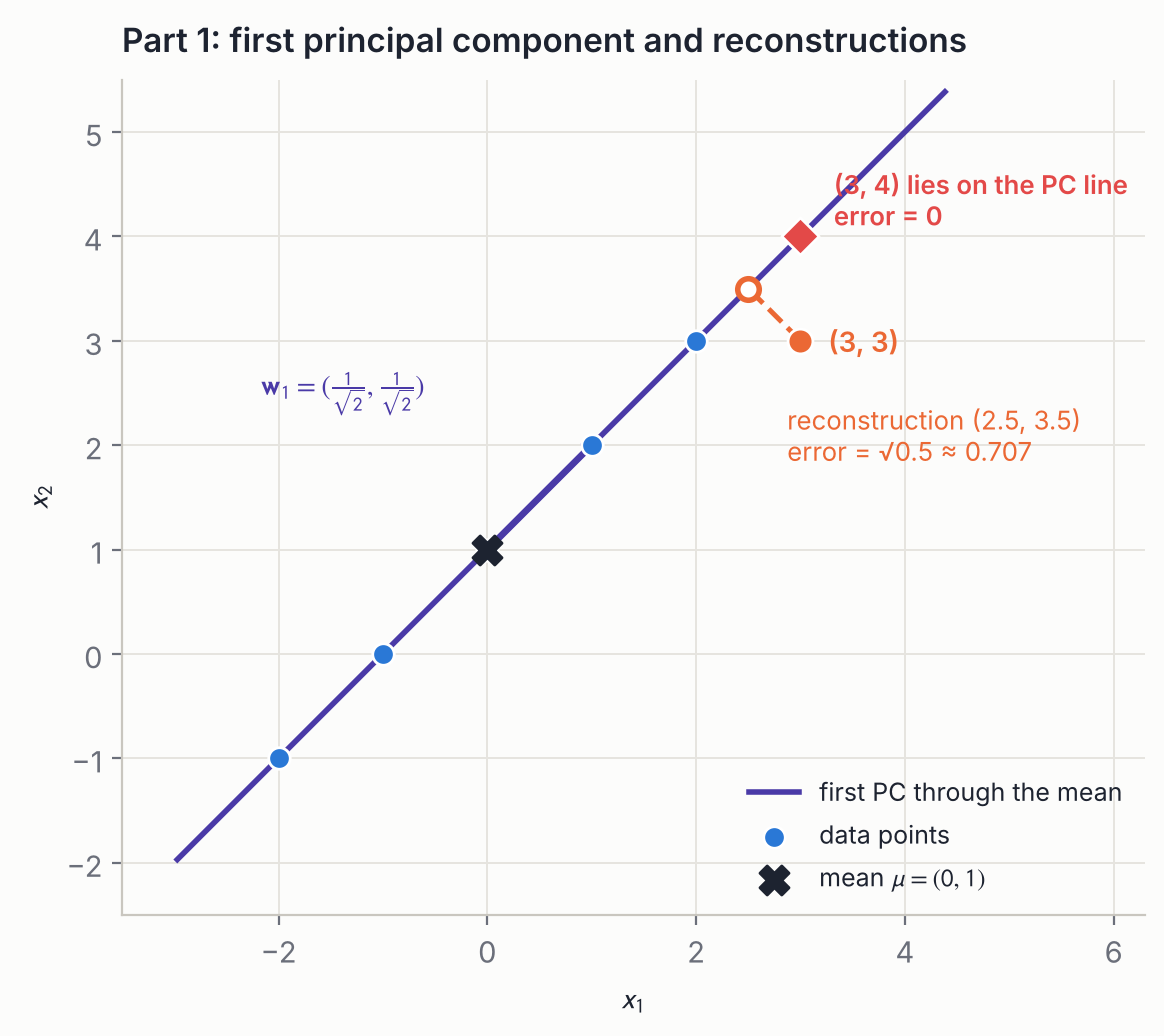 Part 1: first principal component and reconstructions
5
4
3
2
1
0
−1
−2
x₂
(3, 4) lies on the PC line
error = 0
(3, 3)
w₁ = (1/√2, 1/√2)
reconstruction (2.5, 3.5)
error = √0.5 ≈ 0.707
first PC through the mean
data points
mean μ = (0, 1)
−2
0
2
4
6
x₁